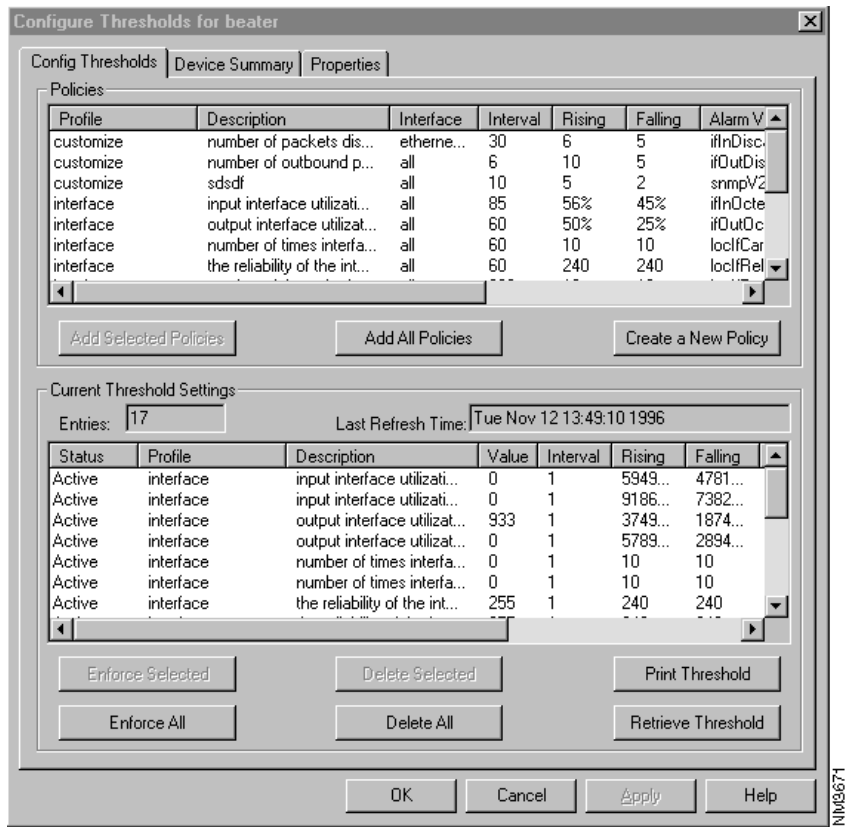 Configure Thresholds for beater
Config Thresholds Device Summary Properties
Policies
Profile Description Interface Interval Rising Falling Alarm V
customize number of packets dis... etherne... 30 6 5 ifInDisc
customize number of outbound p... all 6 10 5 ifOutDis
customize sdsdf all 10 5 2 snmpV2
interface input interface utilizati... all 85 56% 45% ifInOcte
interface output interface utilizat... all 60 50% 25% ifOutOc
interface number of times interfa... all 60 10 10 locIfCar
interface the reliability of the int... all 60 240 240 locIfRel
Add Selected Policies Add All Policies Create a New Policy
Current Threshold Settings
Entries: 17 Last Refresh Time: Tue Nov 12 13:49:10 1996
Status Profile Description Value Interval Rising Falling
Active interface input interface utilizati... 0 1 5949... 4781...
Active interface input interface utilizati... 0 1 9186... 7382...
Active interface output interface utilizat... 933 1 3749... 1874...
Active interface output interface utilizat... 0 1 5789... 2894...
Active interface number of times interfa... 0 1 10 10
Active interface number of times interfa... 0 1 10 10
Active interface the reliability of the int... 255 1 240 240
Enforce Selected Delete Selected Print Threshold
Enforce All Delete All Retrieve Threshold
OK Cancel Apply Help
NM3671